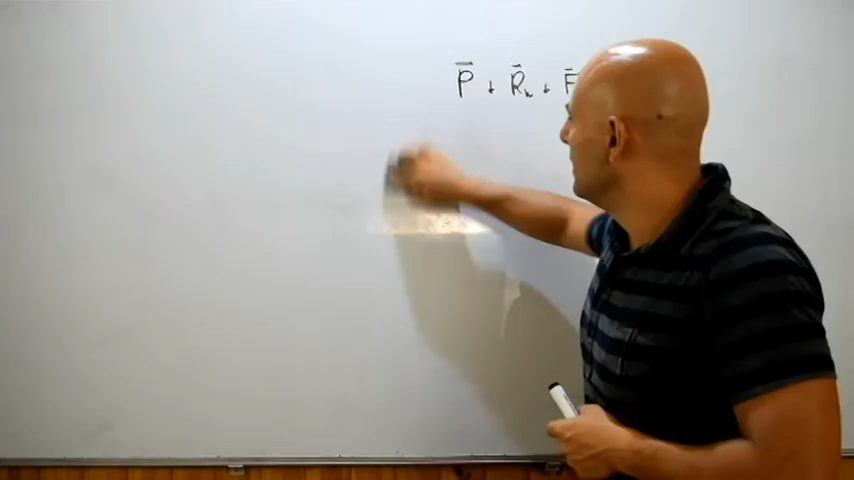 P⃗ + R⃗ₙ + F⃗